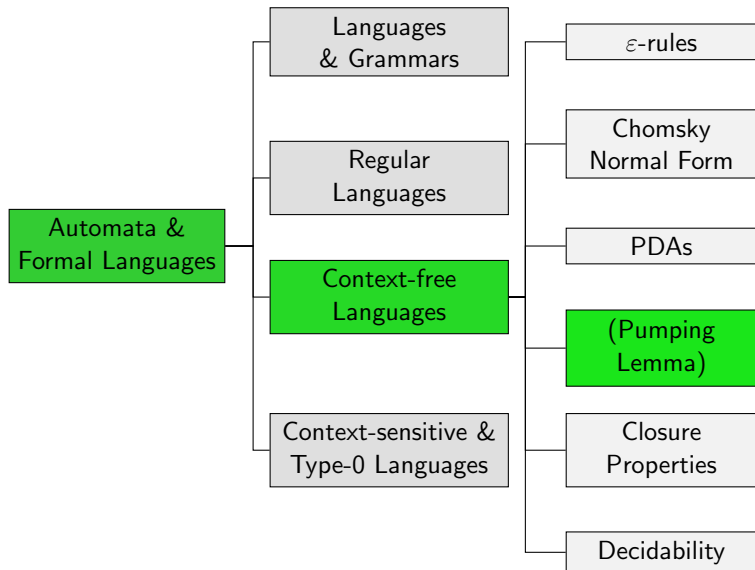 Automata &
Formal Languages
Languages
& Grammars
Regular
Languages
Context-free
Languages
Context-sensitive &
Type-0 Languages
ε-rules
Chomsky
Normal Form
PDAs
(Pumping
Lemma)
Closure
Properties
Decidability